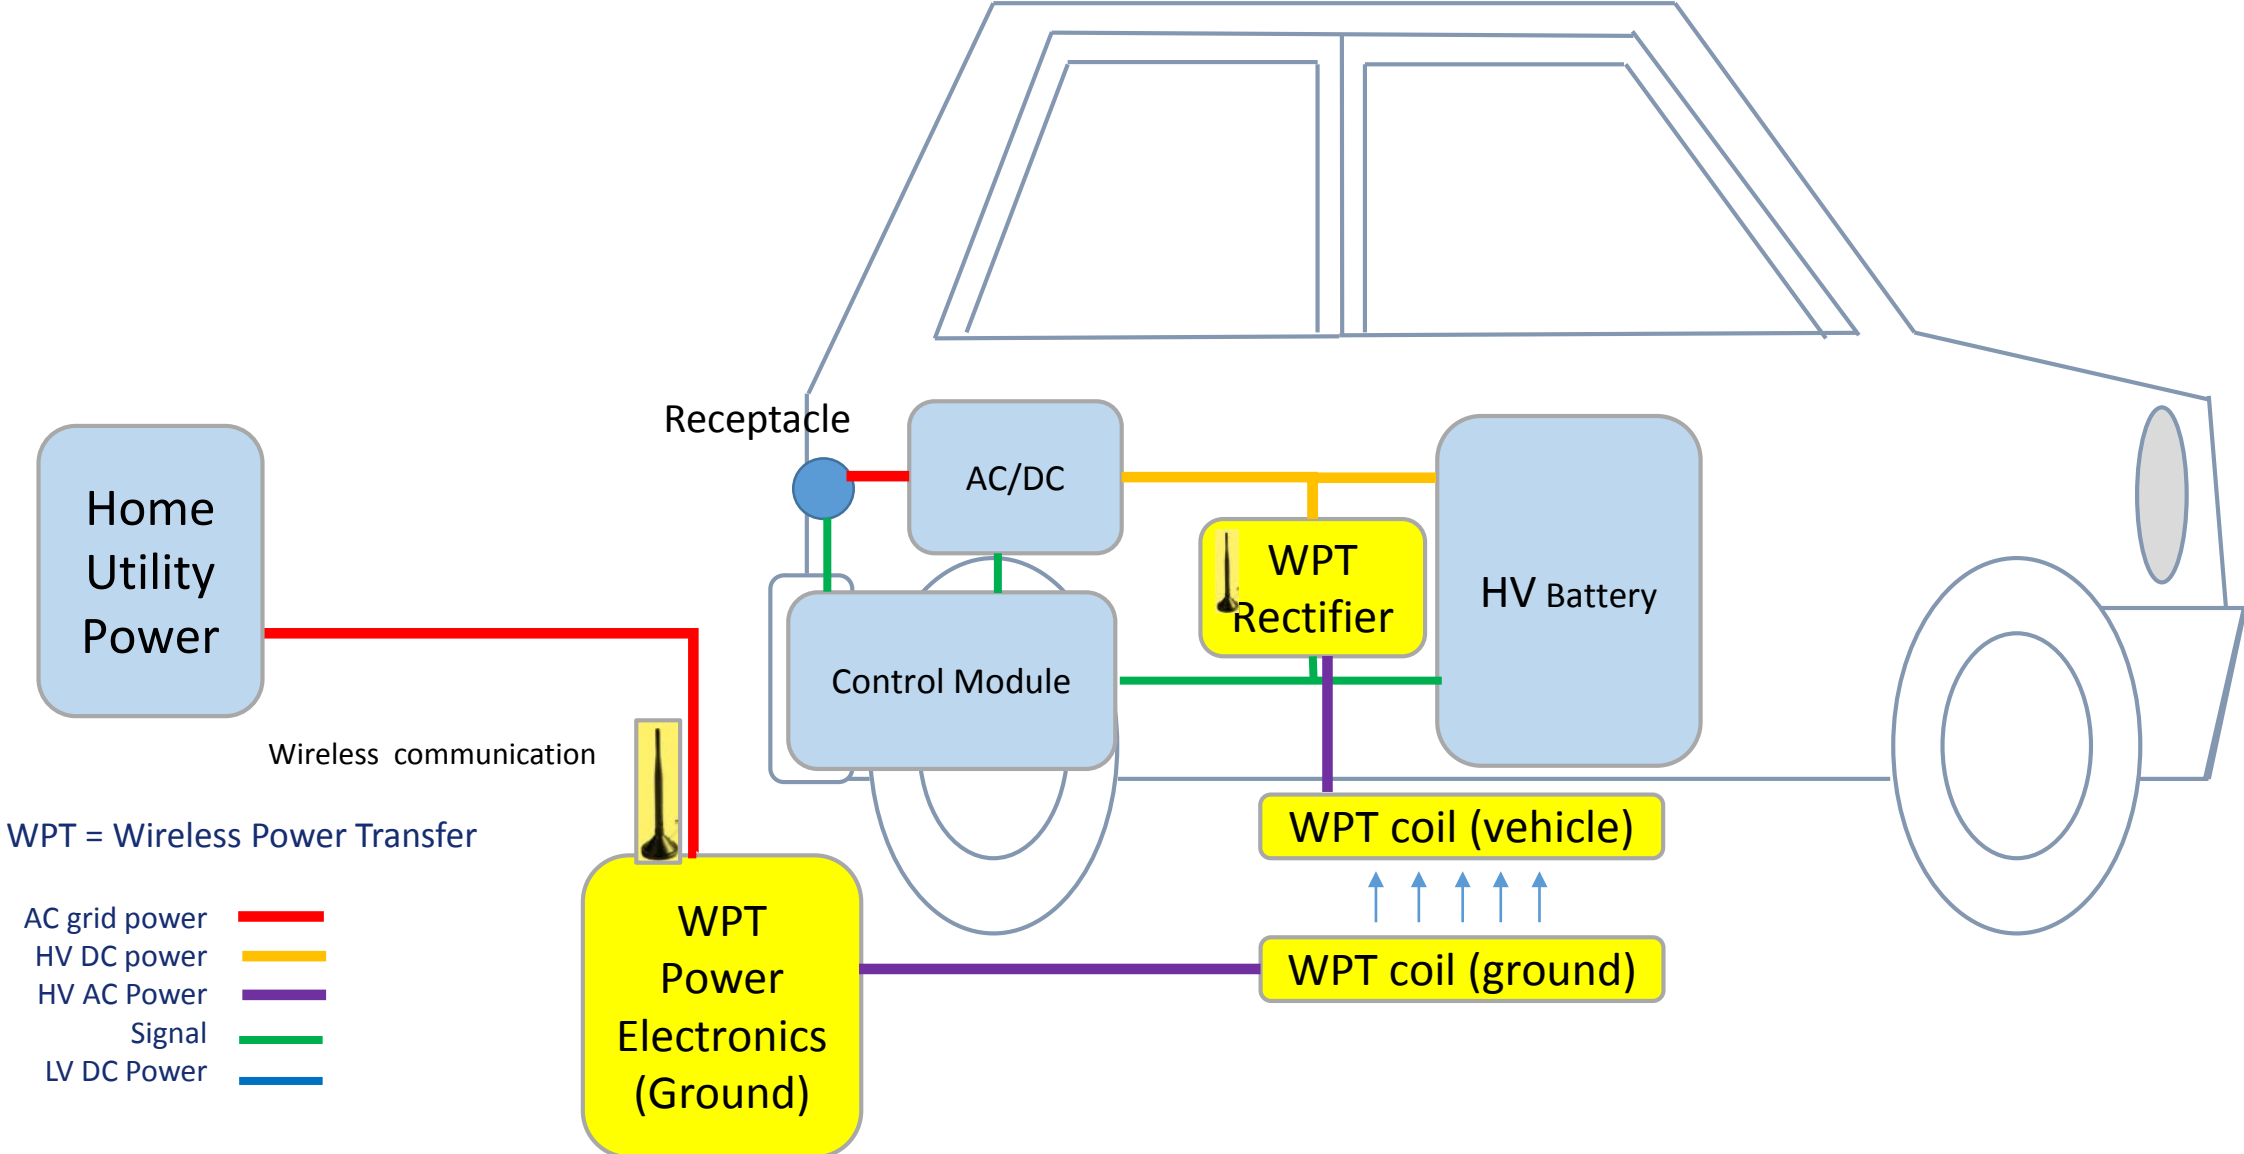 Receptacle
AC/DC
Home
Utility
Power
WPT
Rectifier
HV Battery
Control Module
Wireless communication
WPT = Wireless Power Transfer
WPT coil (vehicle)
AC grid power
HV DC power
HV AC Power
Signal
LV DC Power
WPT
Power
Electronics
(Ground)
WPT coil (ground)